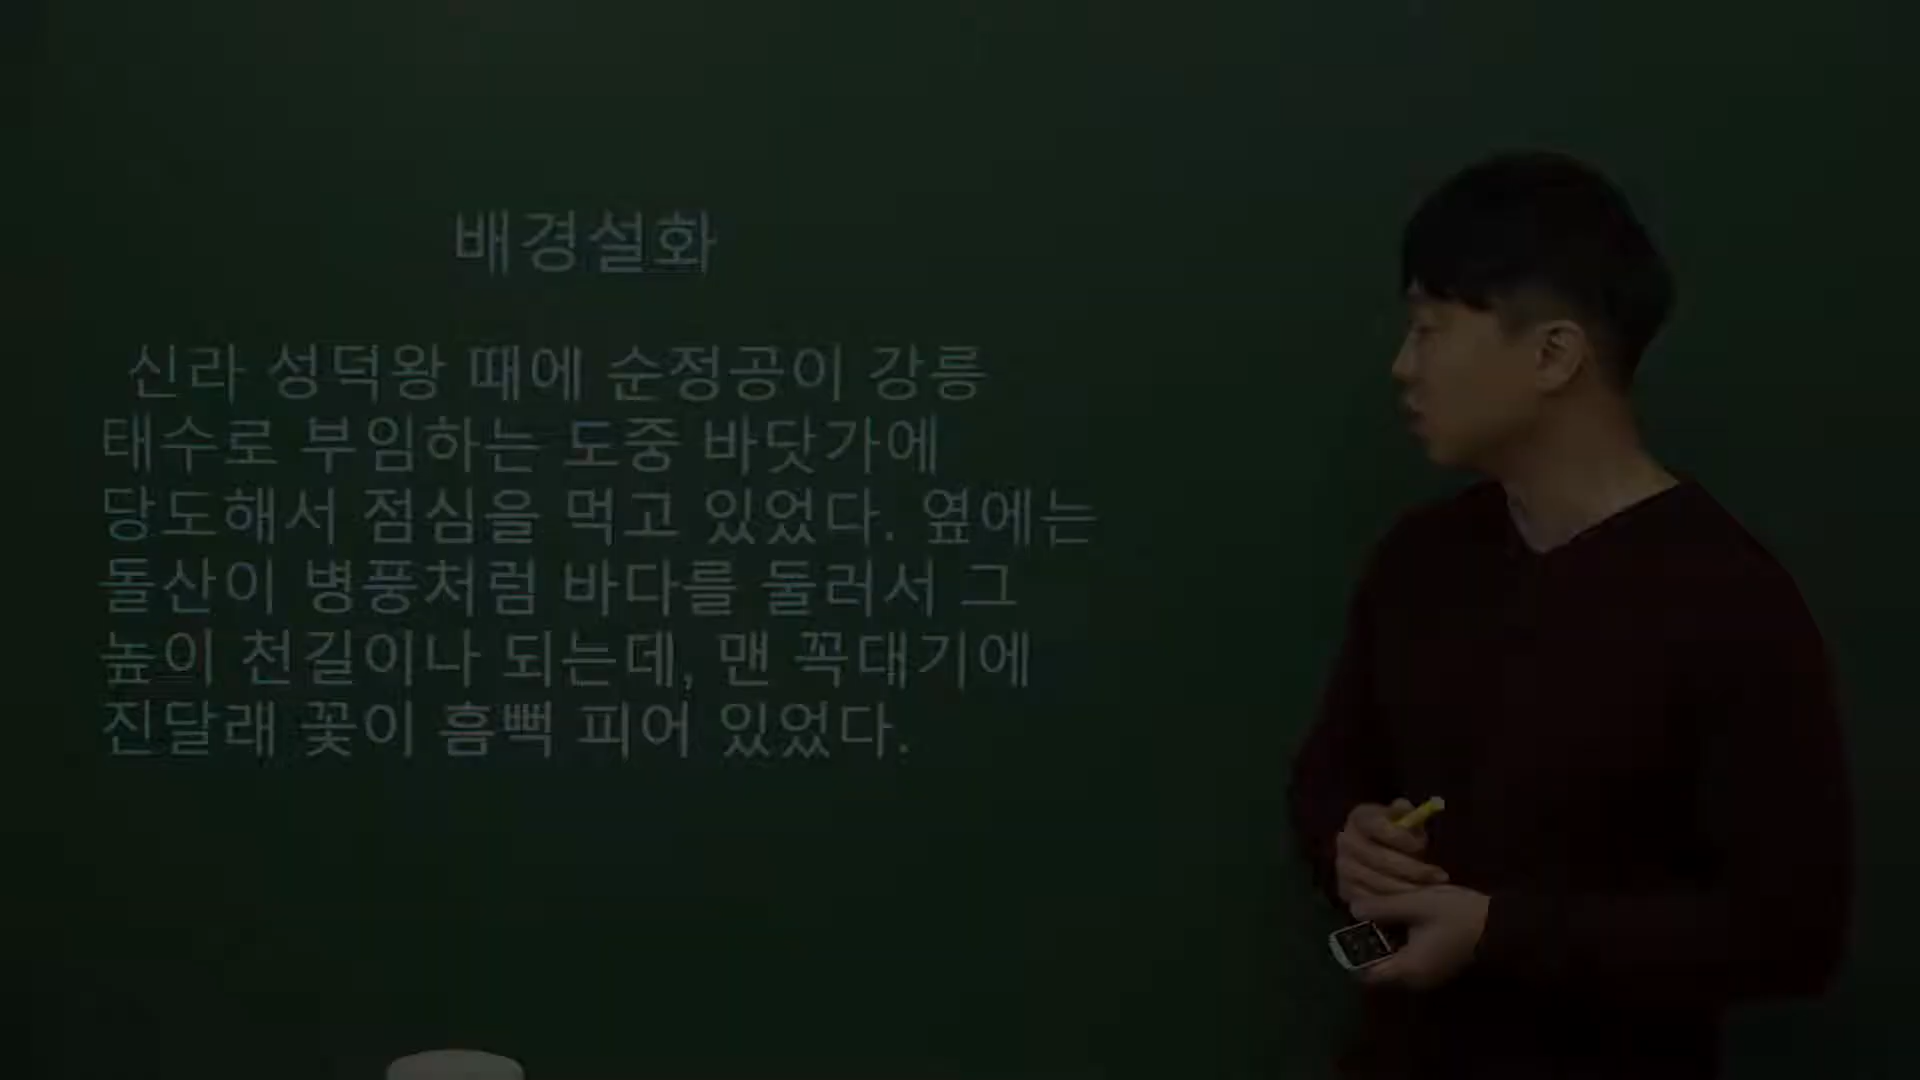 배경설화
신라 성덕왕 때에 순정공이 강릉
태수로 부임하는 도중 바닷가에
당도해서 점심을 먹고 있었다. 옆에는
돌산이 병풍처럼 바다를 둘러서 그
높이 천길이나 되는데, 맨 꼭대기에
진달래 꽃이 흠뻑 피어 있었다.